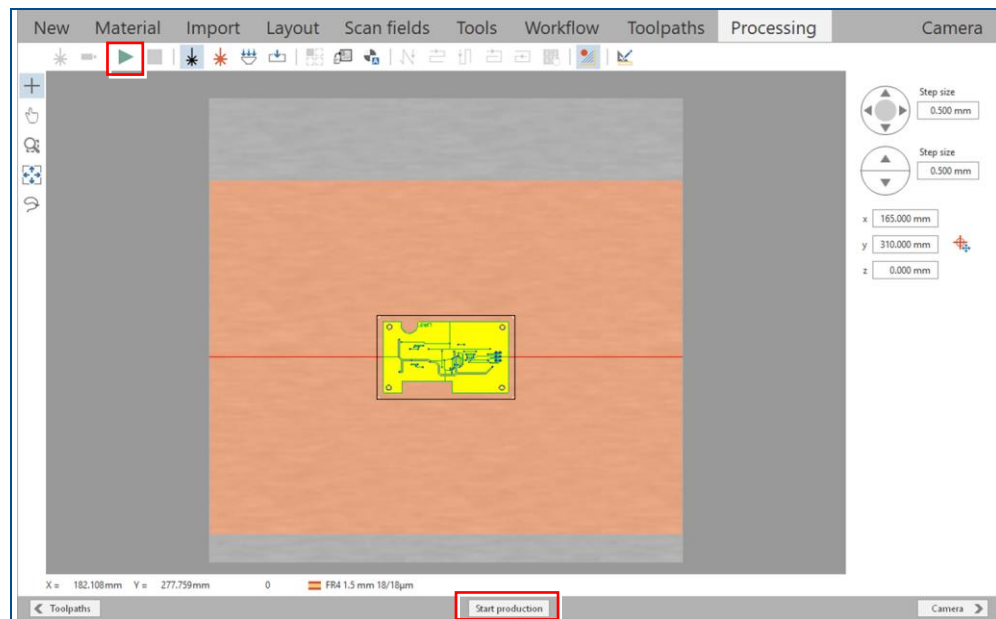 New Material Import Layout Scan fields Tools Workflow Toolpaths Processing Camera
Step size
0.500 mm
Step size
0.500 mm
x 165.000 mm
y 310.000 mm
z 0.000 mm
X = 182.108mm Y = 277.759mm 0 FR4 1.5 mm 18/18µm
Toolpaths Start production Camera